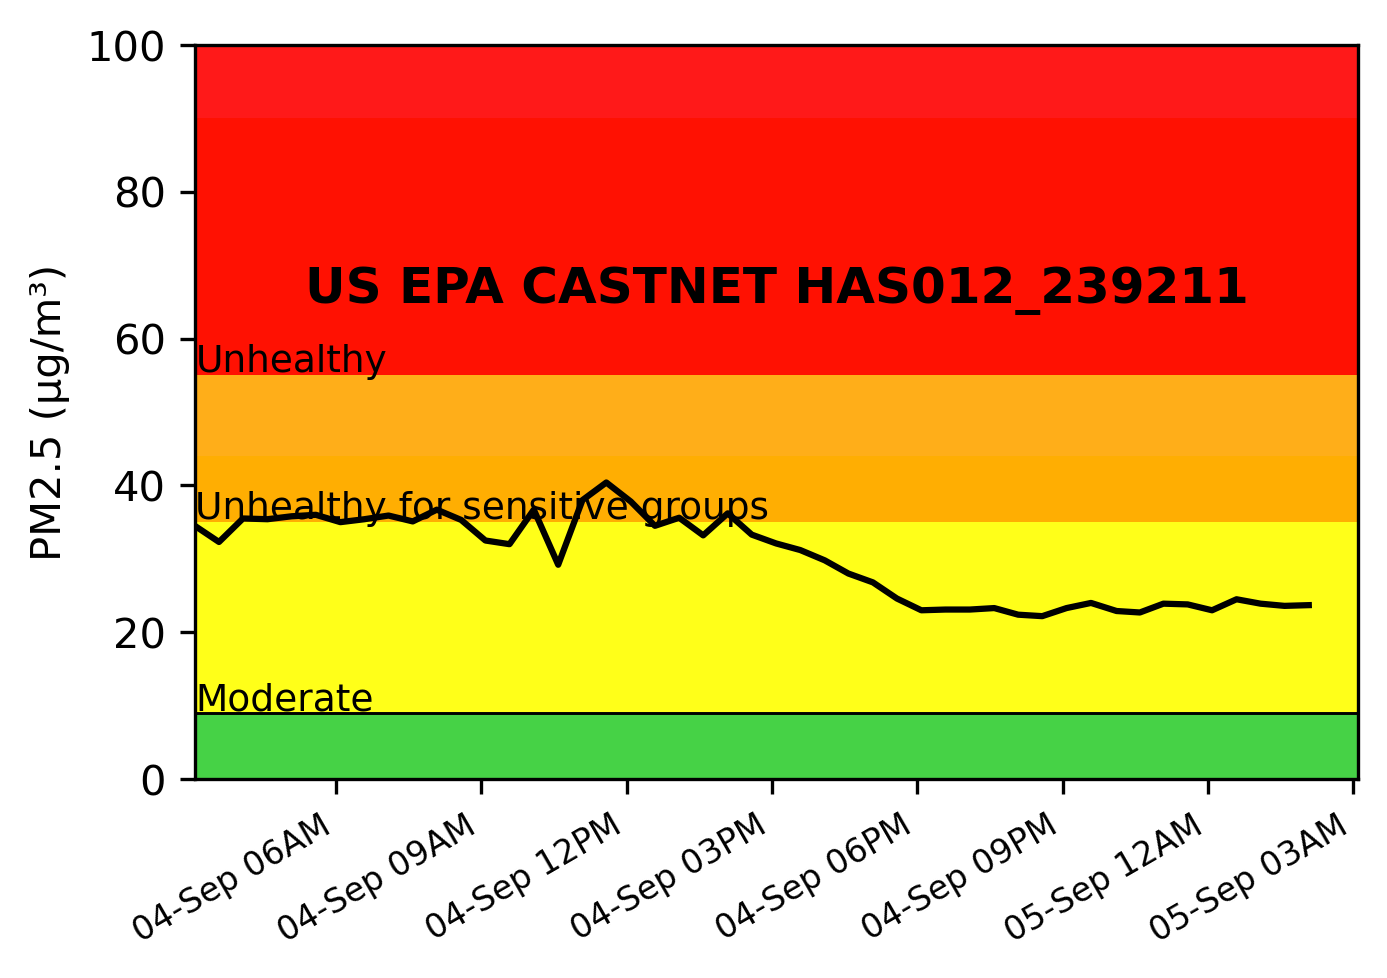 100
80
60
40
20
0
PM2.5 (µg/m³)
US EPA CASTNET HAS012_239211
Unhealthy
Unhealthy for sensitive groups
Moderate
04-Sep 06AM
04-Sep 09AM
04-Sep 12PM
04-Sep 03PM
04-Sep 06PM
04-Sep 09PM
05-Sep 12AM
05-Sep 03AM